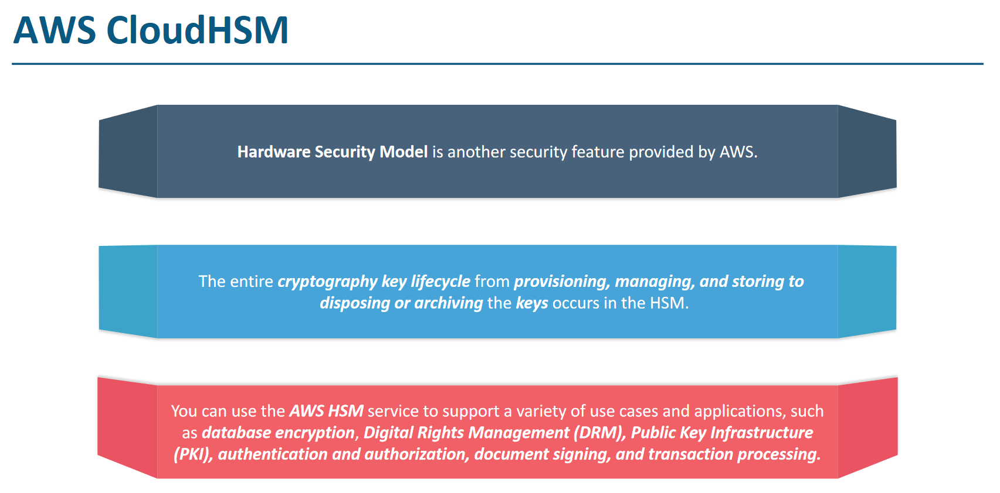 AWS CloudHSM
Hardware Security Model is another security feature provided by AWS.
The entire cryptography key lifecycle from provisioning, managing, and storing to
disposing or archiving the keys occurs in the HSM.
You can use the AWS HSM service to support a variety of use cases and applications, such
as database encryption, Digital Rights Management (DRM), Public Key Infrastructure
(PKI), authentication and authorization, document signing, and transaction processing.